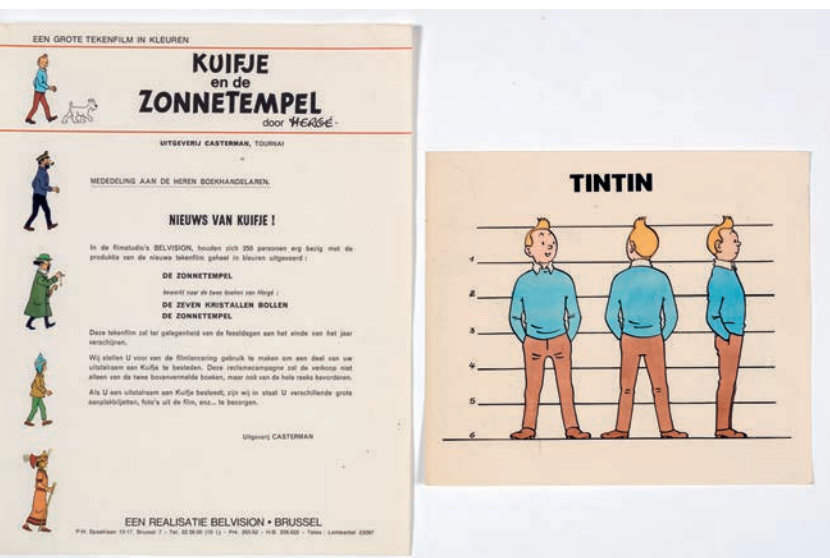 EEN GROTE TEKENFILM IN KLEUREN
KUIFJE
en de
ZONNETEMPEL
door HERGÉ.
UITGEVERIJ CASTERMAN, TOURNAI
MEDEDELING AAN DE HEREN BOEKHANDELAREN.
NIEUWS VAN KUIFJE !
In de filmstudio's BELVISION, houden zich 250 personen erg bezig met de
produktie van de nieuwe tekenfilm geheel in kleuren uitgevoerd :
DE ZONNETEMPEL
bewerkt naar de twee boeken van Hergé :
DE ZEVEN KRISTALLEN BOLLEN
DE ZONNETEMPEL
Deze tekenfilm zal ter gelegenheid van de feestdagen aan het einde van het jaar
verschijnen.
Wij stellen U voor van de filmlancering gebruik te maken om een deel van uw
uitstalraam aan Kuifje te besteden. Deze reclamecampagne zal de verkoop niet
alleen van de twee bovenvermelde boeken, maar ook van de hele reeks bevorderen.
Als U een uitstalraam aan Kuifje besteedt, zijn wij in staat U verschillende grote
aanplakbiljetten, foto's uit de film, enz... te bezorgen.
Uitgeverij CASTERMAN
EEN REALISATIE BELVISION • BRUSSEL
P.H. Spaaklaan 15-17, Brussel 7 - Tel.
TINTIN
1
2
3
4
5
6